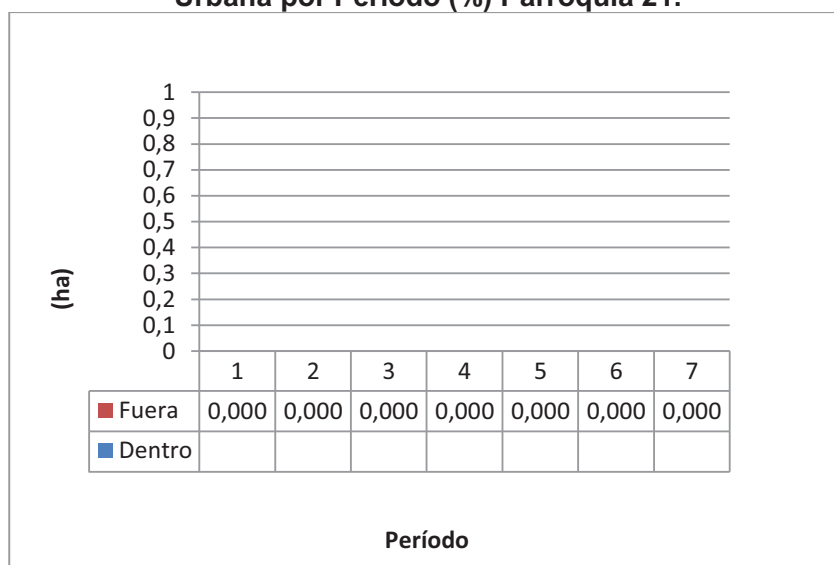 Urbana por Período (%) Parroquia 21.
1
0,9
0,8
0,7
0,6
0,5
0,4
0,3
0,2
0,1
0
(ha)
1 2 3 4 5 6 7
Fuera 0,000 0,000 0,000 0,000 0,000 0,000 0,000
Dentro
Período